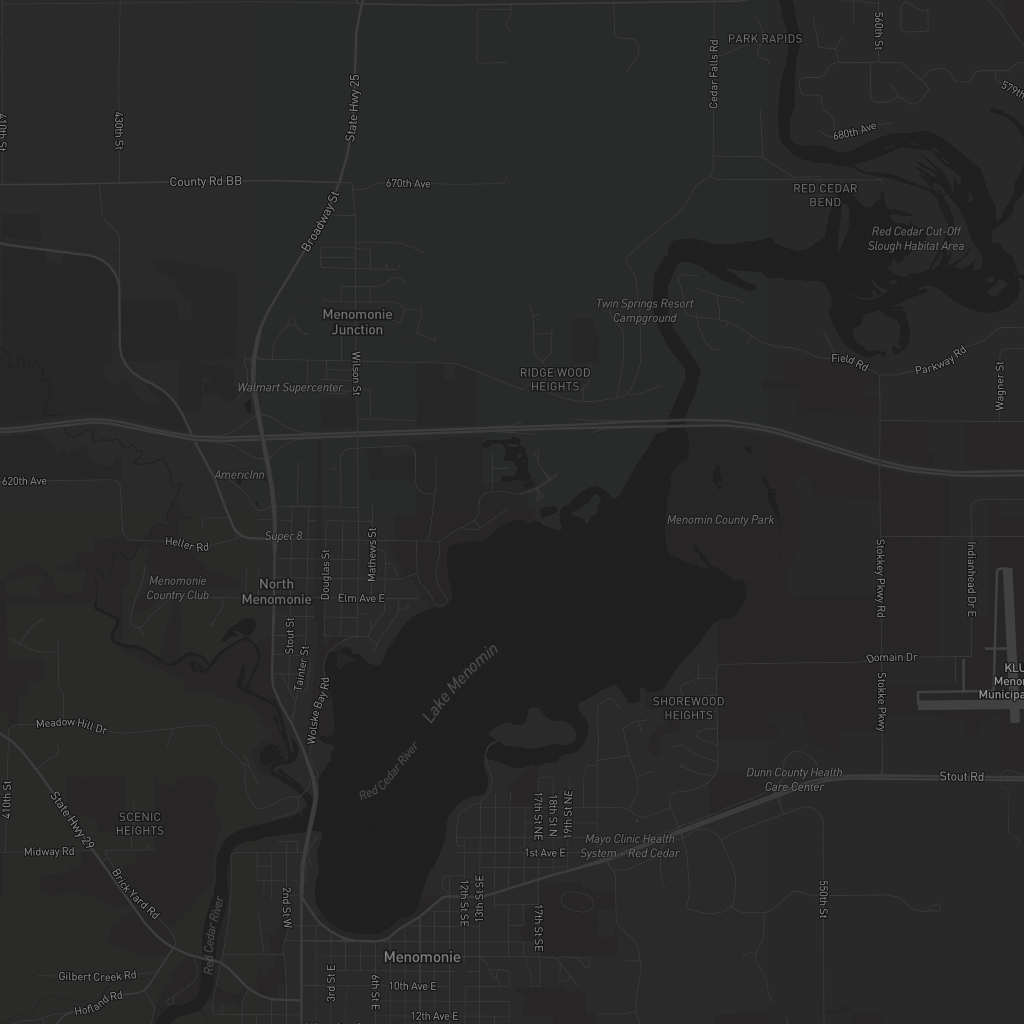 560th St
PARK RAPIDS
Cedar Falls Rd
State Hwy 25
579th
430th St
410th St
680th Ave
County Rd BB
670th Ave
RED CEDAR
BEND
Broadway St
Red Cedar Cut-Off
Slough Habitat Area
Twin Springs Resort
Campground
Menomonie
Junction
Wilson St
Field Rd
Parkway Rd
RIDGE WOOD
HEIGHTS
Wagner St
Walmart Supercenter
AmericInn
620th Ave
Menomin County Park
Super 8
Heller Rd
Mathews St
Douglas St
Stokkey Pkwy Rd
Indianhead Dr E
Menomonie
Country Club
North
Menomonie
Elm Ave E
Stout St
Tainter St
Domain Dr
KLU
Menom
Municipa
Lake Menomin
Wolske Bay Rd
Stokke Pkwy
SHOREWOOD
HEIGHTS
Meadow Hill Dr
Red Cedar River
Dunn County Health
Care Center
Stout Rd
410th St
State Hwy 29
SCENIC
HEIGHTS
17th St NE
18th St N
19th St NE
Mayo Clinic Health
System – Red Cedar
Midway Rd
1st Ave E
Brick Yard Rd
2nd St W
12th St SE
13th St SE
17th St SE
550th St
Red Cedar River
Menomonie
Gilbert Creek Rd
Hofland Rd
3rd St E
6th St E
10th Ave E
12th Ave E